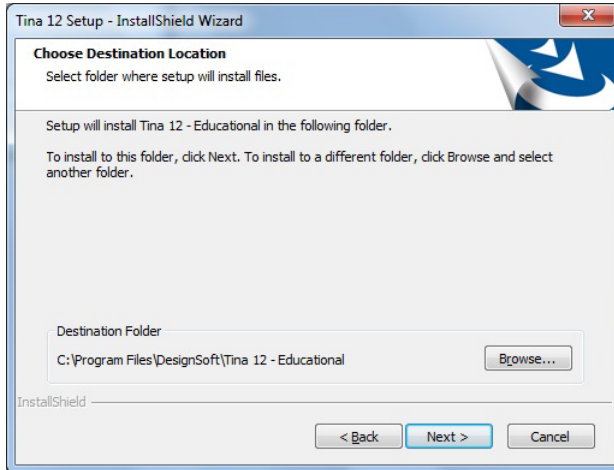 Tina 12 Setup - InstallShield Wizard
Choose Destination Location
Select folder where setup will install files.
Setup will install Tina 12 - Educational in the following folder.
To install to this folder, click Next. To install to a different folder, click Browse and select
another folder.
Destination Folder
C:\Program Files\DesignSoft\Tina 12 - Educational
Browse...
InstallShield
< Back
Next >
Cancel